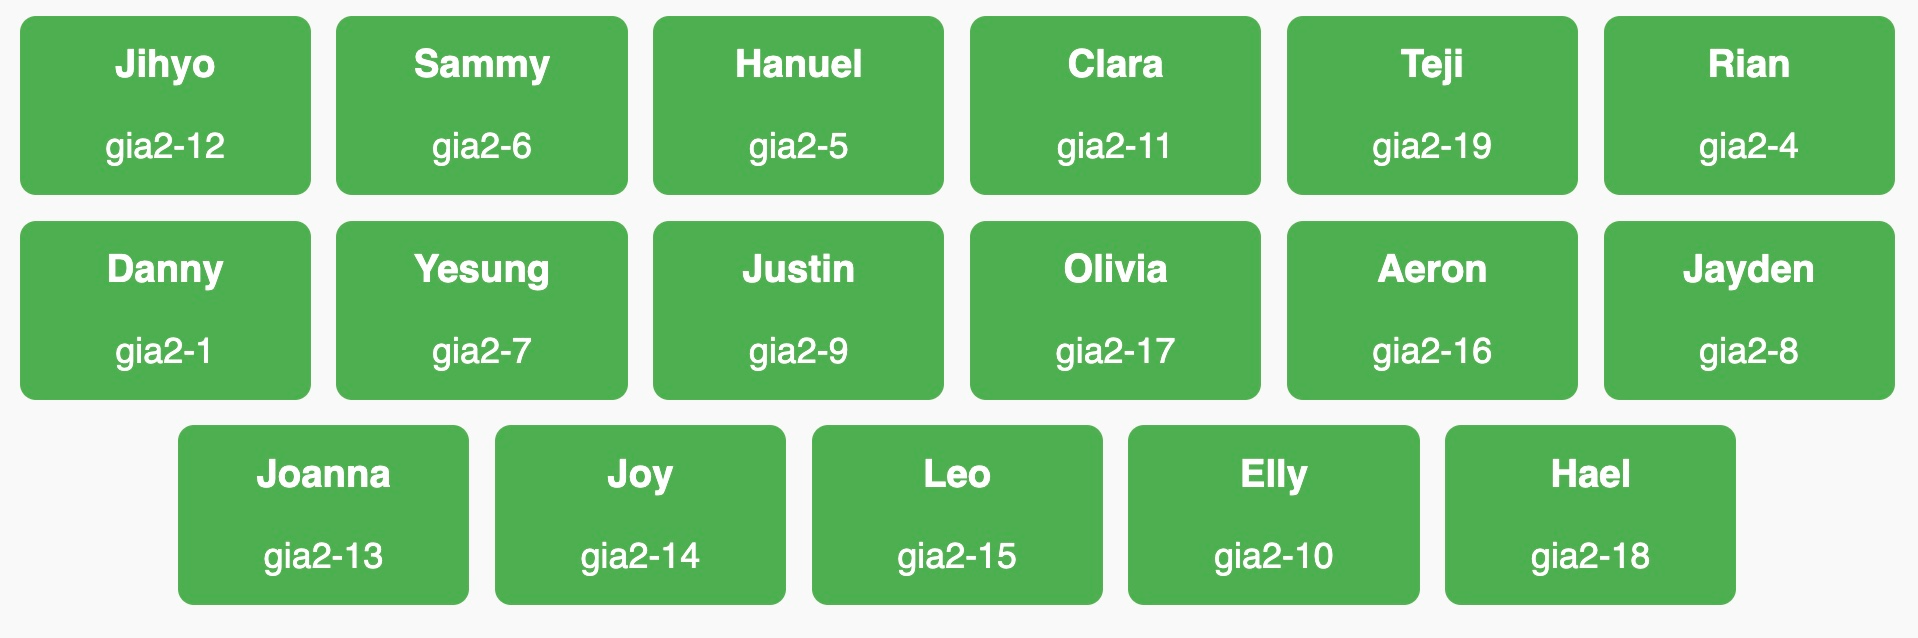 Jihyo
gia2-12
Sammy
gia2-6
Hanuel
gia2-5
Clara
gia2-11
Teji
gia2-19
Rian
gia2-4
Danny
gia2-1
Yesung
gia2-7
Justin
gia2-9
Olivia
gia2-17
Aeron
gia2-16
Jayden
gia2-8
Joanna
gia2-13
Joy
gia2-14
Leo
gia2-15
Elly
gia2-10
Hael
gia2-18